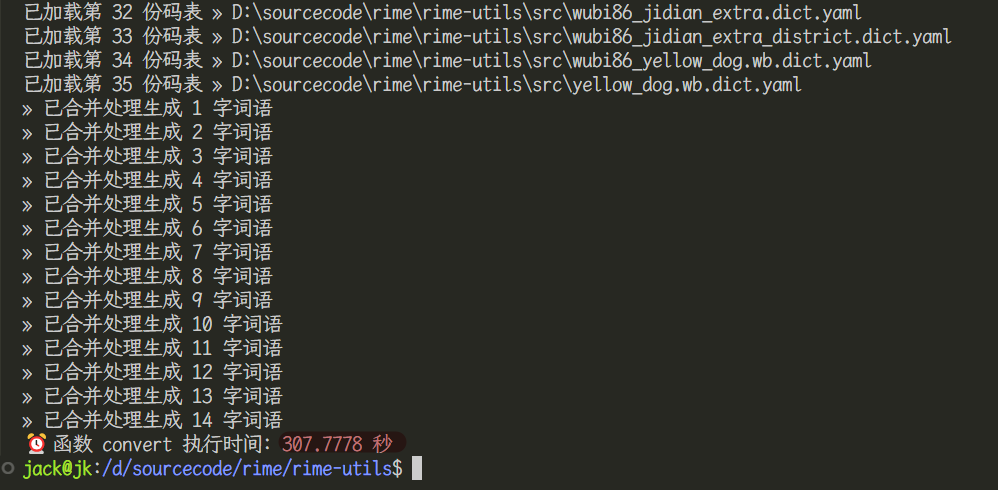 已加载第 32 份码表 » D:\sourcecode\rime\rime-utils\src\wubi86_jidian_extra.dict.yaml
已加载第 33 份码表 » D:\sourcecode\rime\rime-utils\src\wubi86_jidian_extra_district.dict.yaml
已加载第 34 份码表 » D:\sourcecode\rime\rime-utils\src\wubi86_yellow_dog.wb.dict.yaml
已加载第 35 份码表 » D:\sourcecode\rime\rime-utils\src\yellow_dog.wb.dict.yaml
» 已合并处理生成 1 字词语
» 已合并处理生成 2 字词语
» 已合并处理生成 3 字词语
» 已合并处理生成 4 字词语
» 已合并处理生成 5 字词语
» 已合并处理生成 6 字词语
» 已合并处理生成 7 字词语
» 已合并处理生成 8 字词语
» 已合并处理生成 9 字词语
» 已合并处理生成 10 字词语
» 已合并处理生成 11 字词语
» 已合并处理生成 12 字词语
» 已合并处理生成 13 字词语
» 已合并处理生成 14 字词语
⏰ 函数 convert 执行时间: 307.7778 秒
jack@jk:/d/sourcecode/rime/rime-utils$